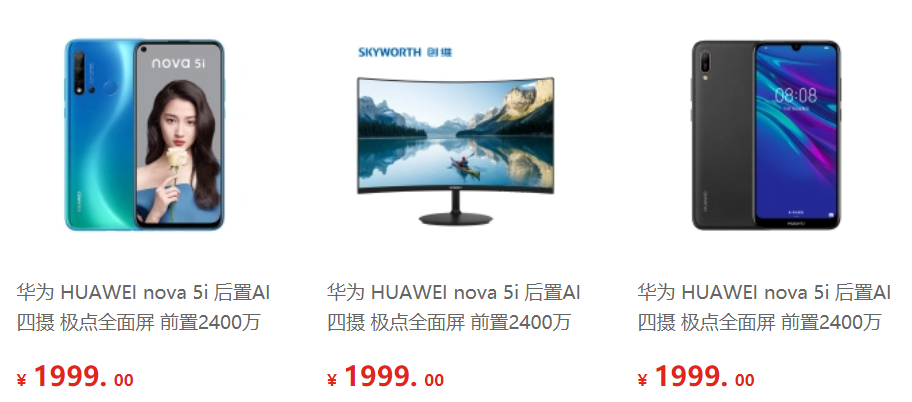 nova 5i
SKYWORTH 创维
08:08
HUAWEI
HUAWEI
华为 HUAWEI nova 5i 后置AI
四摄 极点全面屏 前置2400万
¥ 1999. 00
华为 HUAWEI nova 5i 后置AI
四摄 极点全面屏 前置2400万
¥ 1999. 00
华为 HUAWEI nova 5i 后置AI
四摄 极点全面屏 前置2400万
¥ 1999. 00